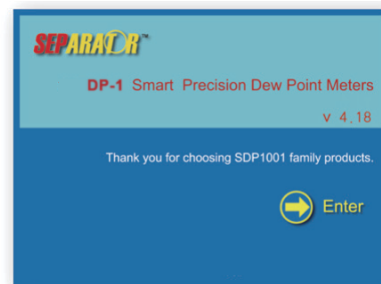 SEPARATOR™
DP-1 Smart Precision Dew Point Meters
v 4.18
Thank you for choosing SDP1001 family products.
Enter